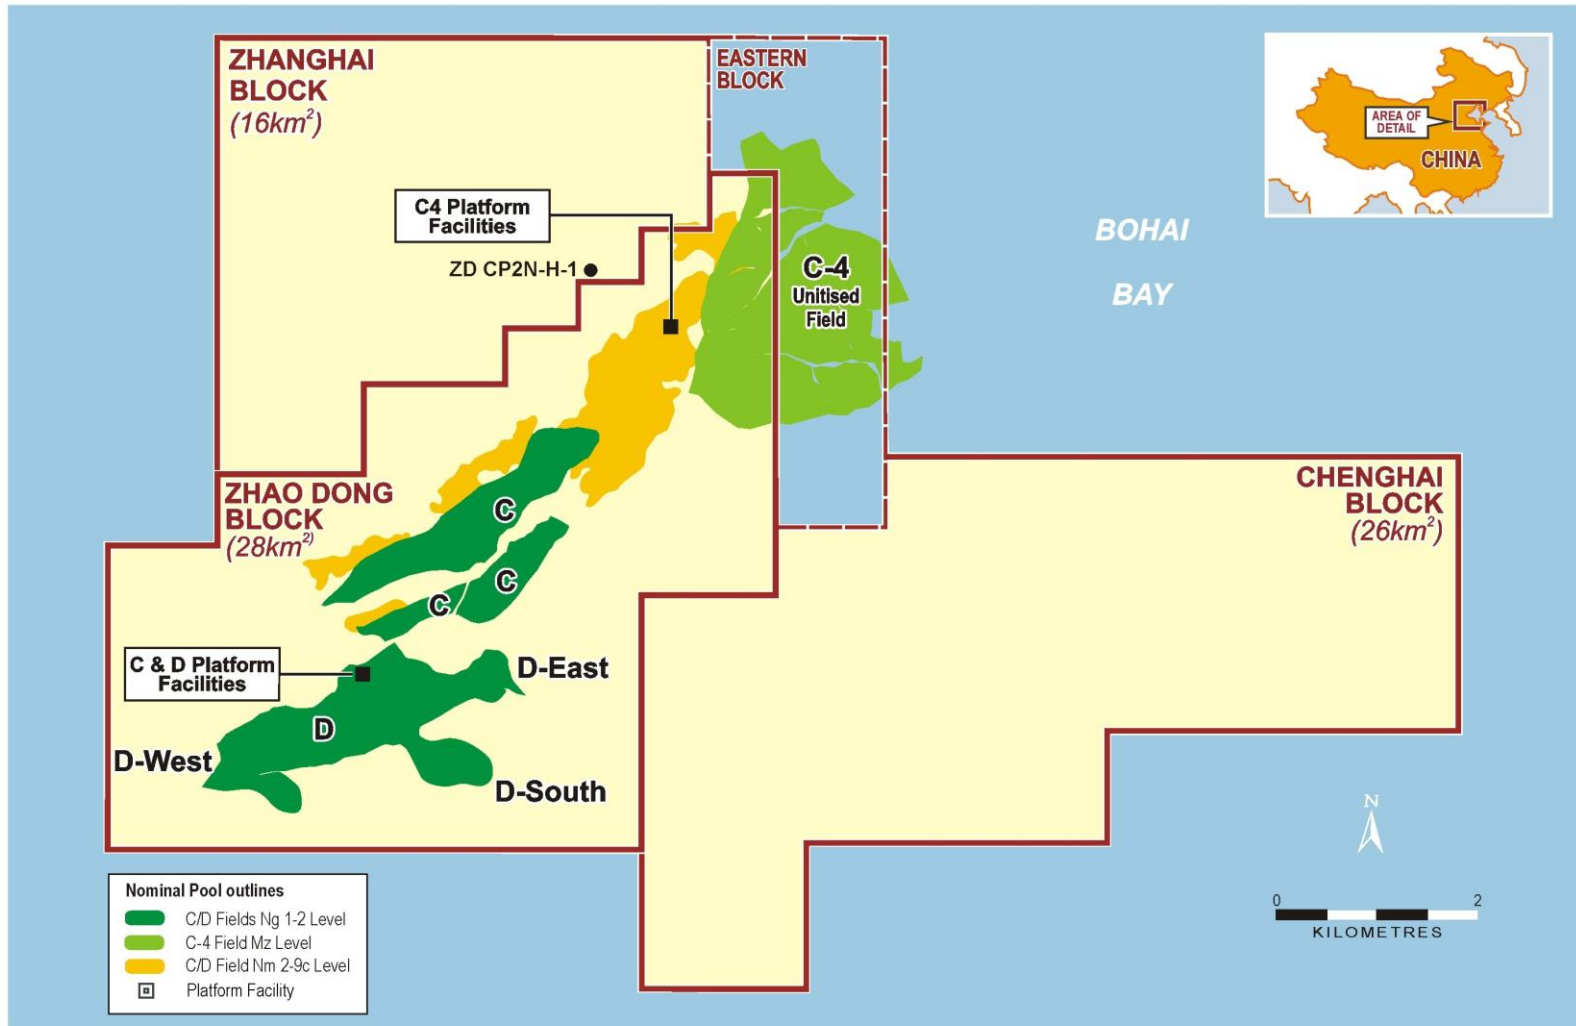 ZHANGHAI
BLOCK
(16km²)
EASTERN
BLOCK
AREA OF
DETAIL
CHINA
C4 Platform
Facilities
ZD CP2N-H-1
BOHAI
BAY
C-4
Unitised
Field
ZHAO DONG
BLOCK
(28km²)
CHENGHAI
BLOCK
(26km²)
C
C
C
C & D Platform
Facilities
D-East
D
D-West
D-South
N
0 2
KILOMETRES
Nominal Pool outlines
C/D Fields Ng 1-2 Level
C-4 Field Mz Level
C/D Field Nm 2-9c Level
Platform Facility